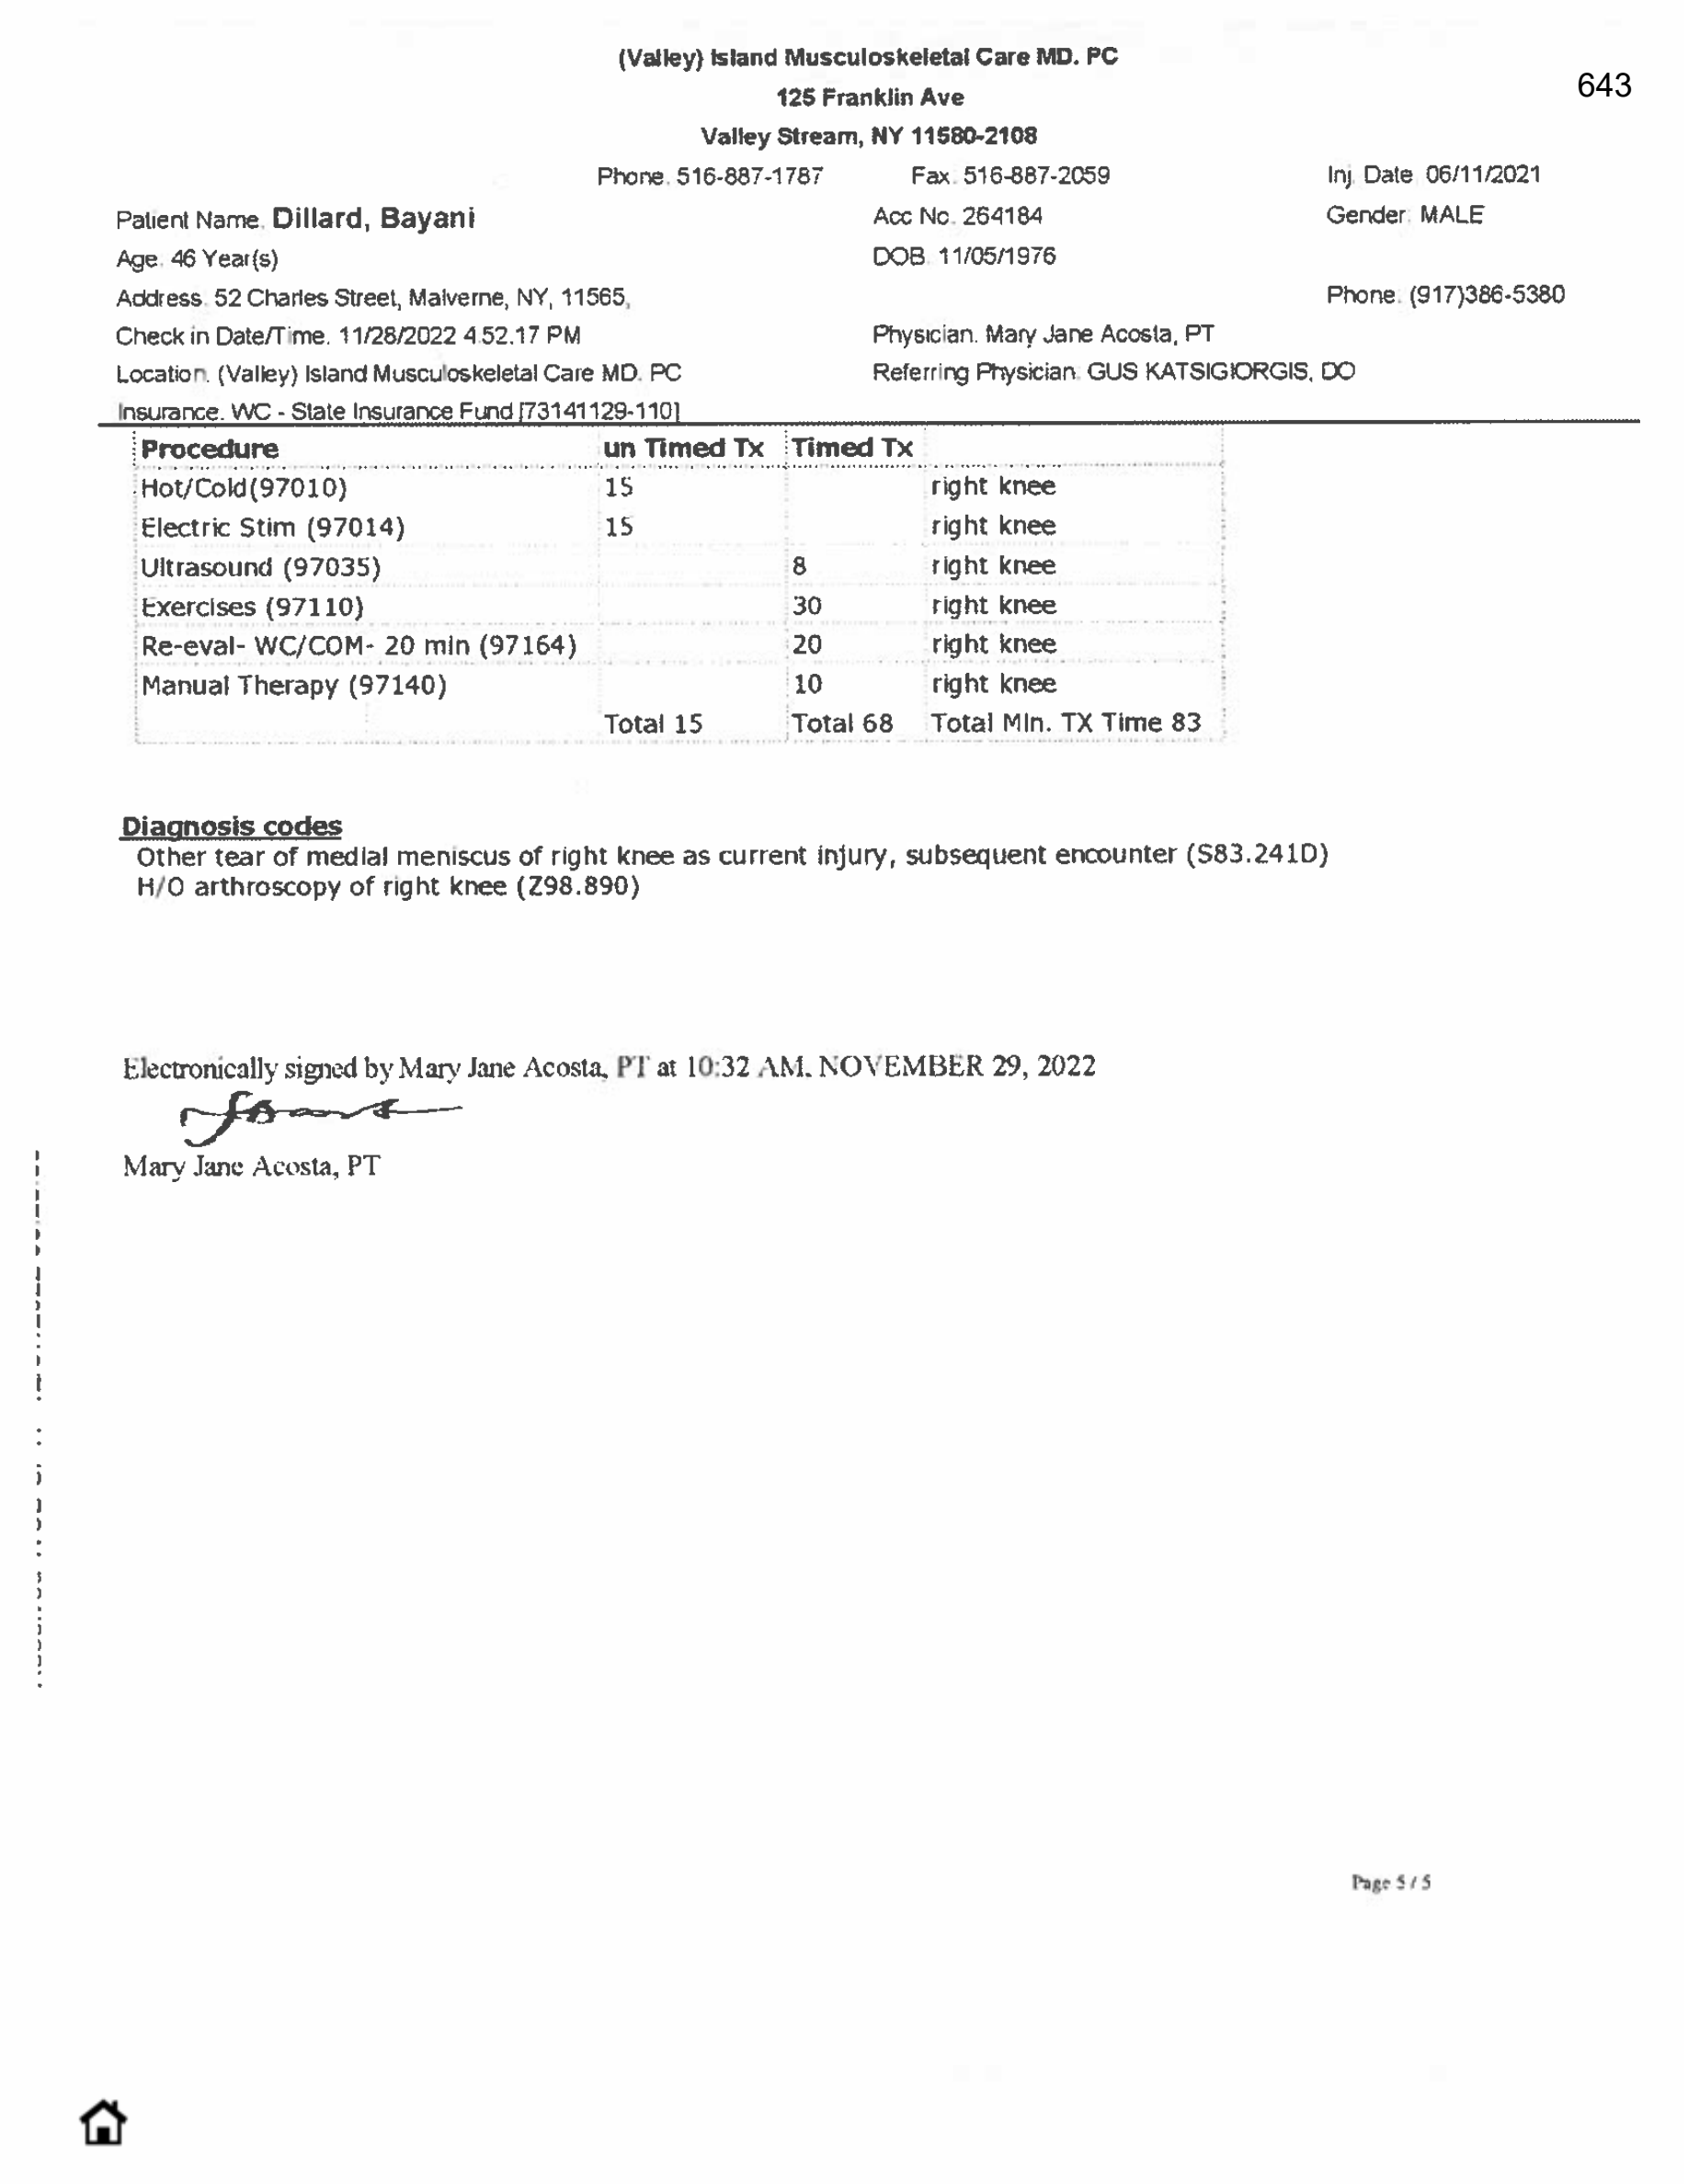 (Valley) Island Musculoskeletal Care MD. PC
643
125 Franklin Ave
Valley Stream, NY 11580-2108
Phone. 516-887-1787 Fax. 516-887-2059 Inj. Date 06/11/2021
Patient Name. Dillard, Bayani Acc No. 264184 Gender. MALE
Age. 46 Year(s) DOB. 11/05/1976
Address. 52 Charles Street, Malverne, NY, 11565, Phone. (917)386-5380
Check in Date/Time. 11/28/2022 4.52.17 PM Physician. Mary Jane Acosta, PT
Location. (Valley) Island Musculoskeletal Care MD. PC Referring Physician. GUS KATSIGIORGIS, DO
Insurance. WC - State Insurance Fund [73141129-110]
Procedure un Timed Tx Timed Tx
Hot/Cold(97010) 15 right knee
Electric Stim (97014) 15 right knee
Ultrasound (97035) 8 right knee
Exercises (97110) 30 right knee
Re-eval- WC/COM- 20 min (97164) 20 right knee
Manual Therapy (97140) 10 right knee
Total 15 Total 68 Total Min. TX Time 83
Diagnosis codes
Other tear of medial meniscus of right knee as current injury, subsequent encounter (S83.241D)
H/O arthroscopy of right knee (Z98.890)
Electronically signed by Mary Jane Acosta, PT at 10:32 AM. NOVEMBER 29, 2022
Mary Jane Acosta, PT
Page 5 / 5